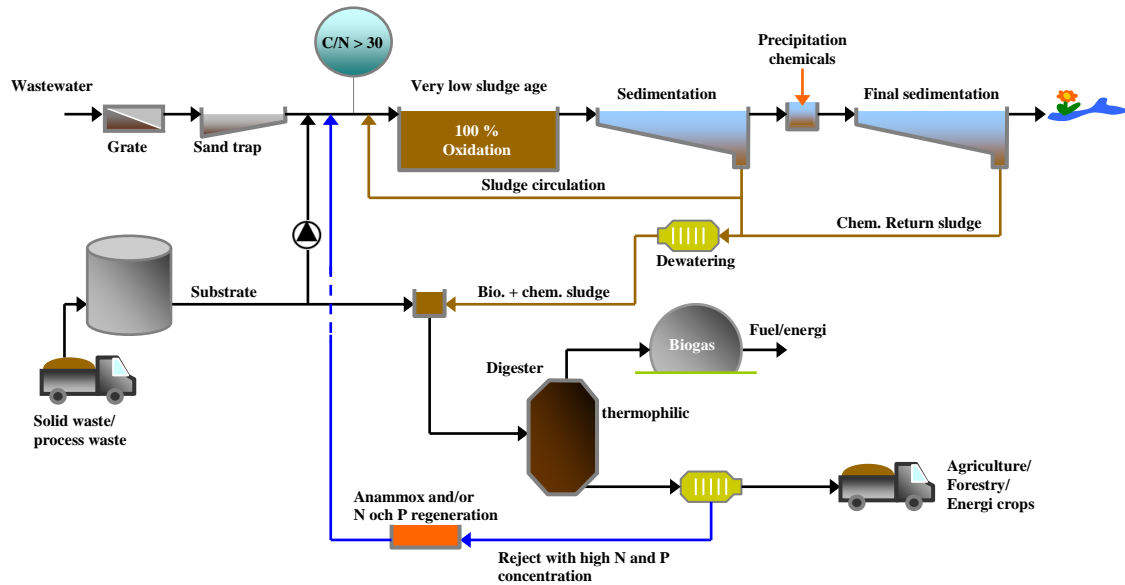 C/N > 30
Precipitation
chemicals
Wastewater
Very low sludge age
Sedimentation
Final sedimentation
100 %
Oxidation
Grate
Sand trap
Sludge circulation
Chem. Return sludge
Dewatering
Substrate
Bio. + chem. sludge
Biogas
Fuel/energi
Digester
thermophilic
Solid waste/
process waste
Agriculture/
Forestry/
Energi crops
Anammox and/or
N och P regeneration
Reject with high N and P
concentration